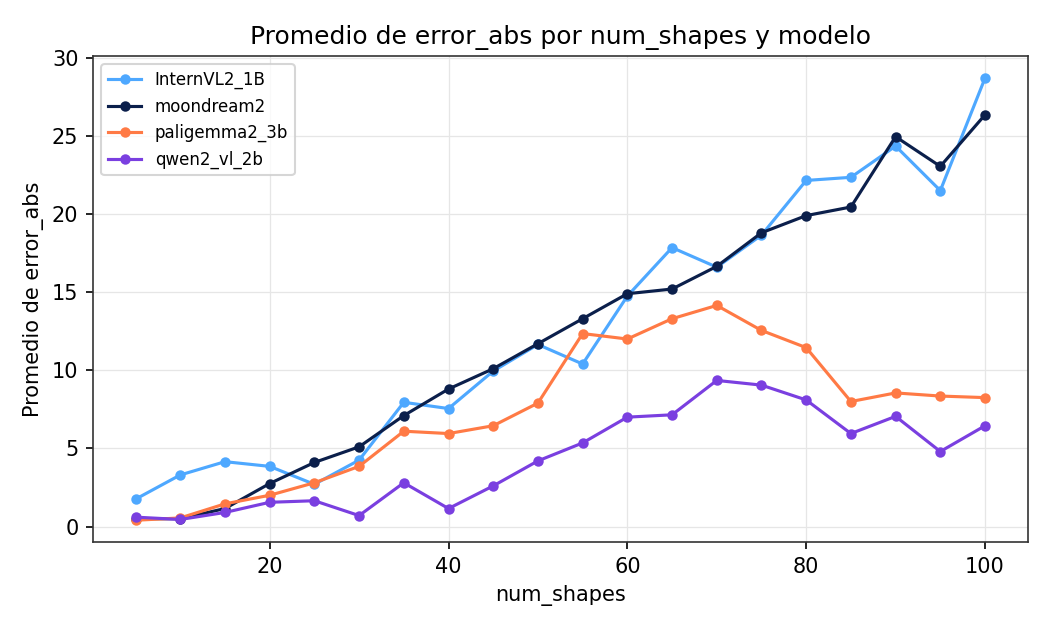 Promedio de error_abs por num_shapes y modelo
InternVL2_1B
moondream2
paligemma2_3b
qwen2_vl_2b
Promedio de error_abs
30
25
20
15
10
5
0
20 40 60 80 100
num_shapes